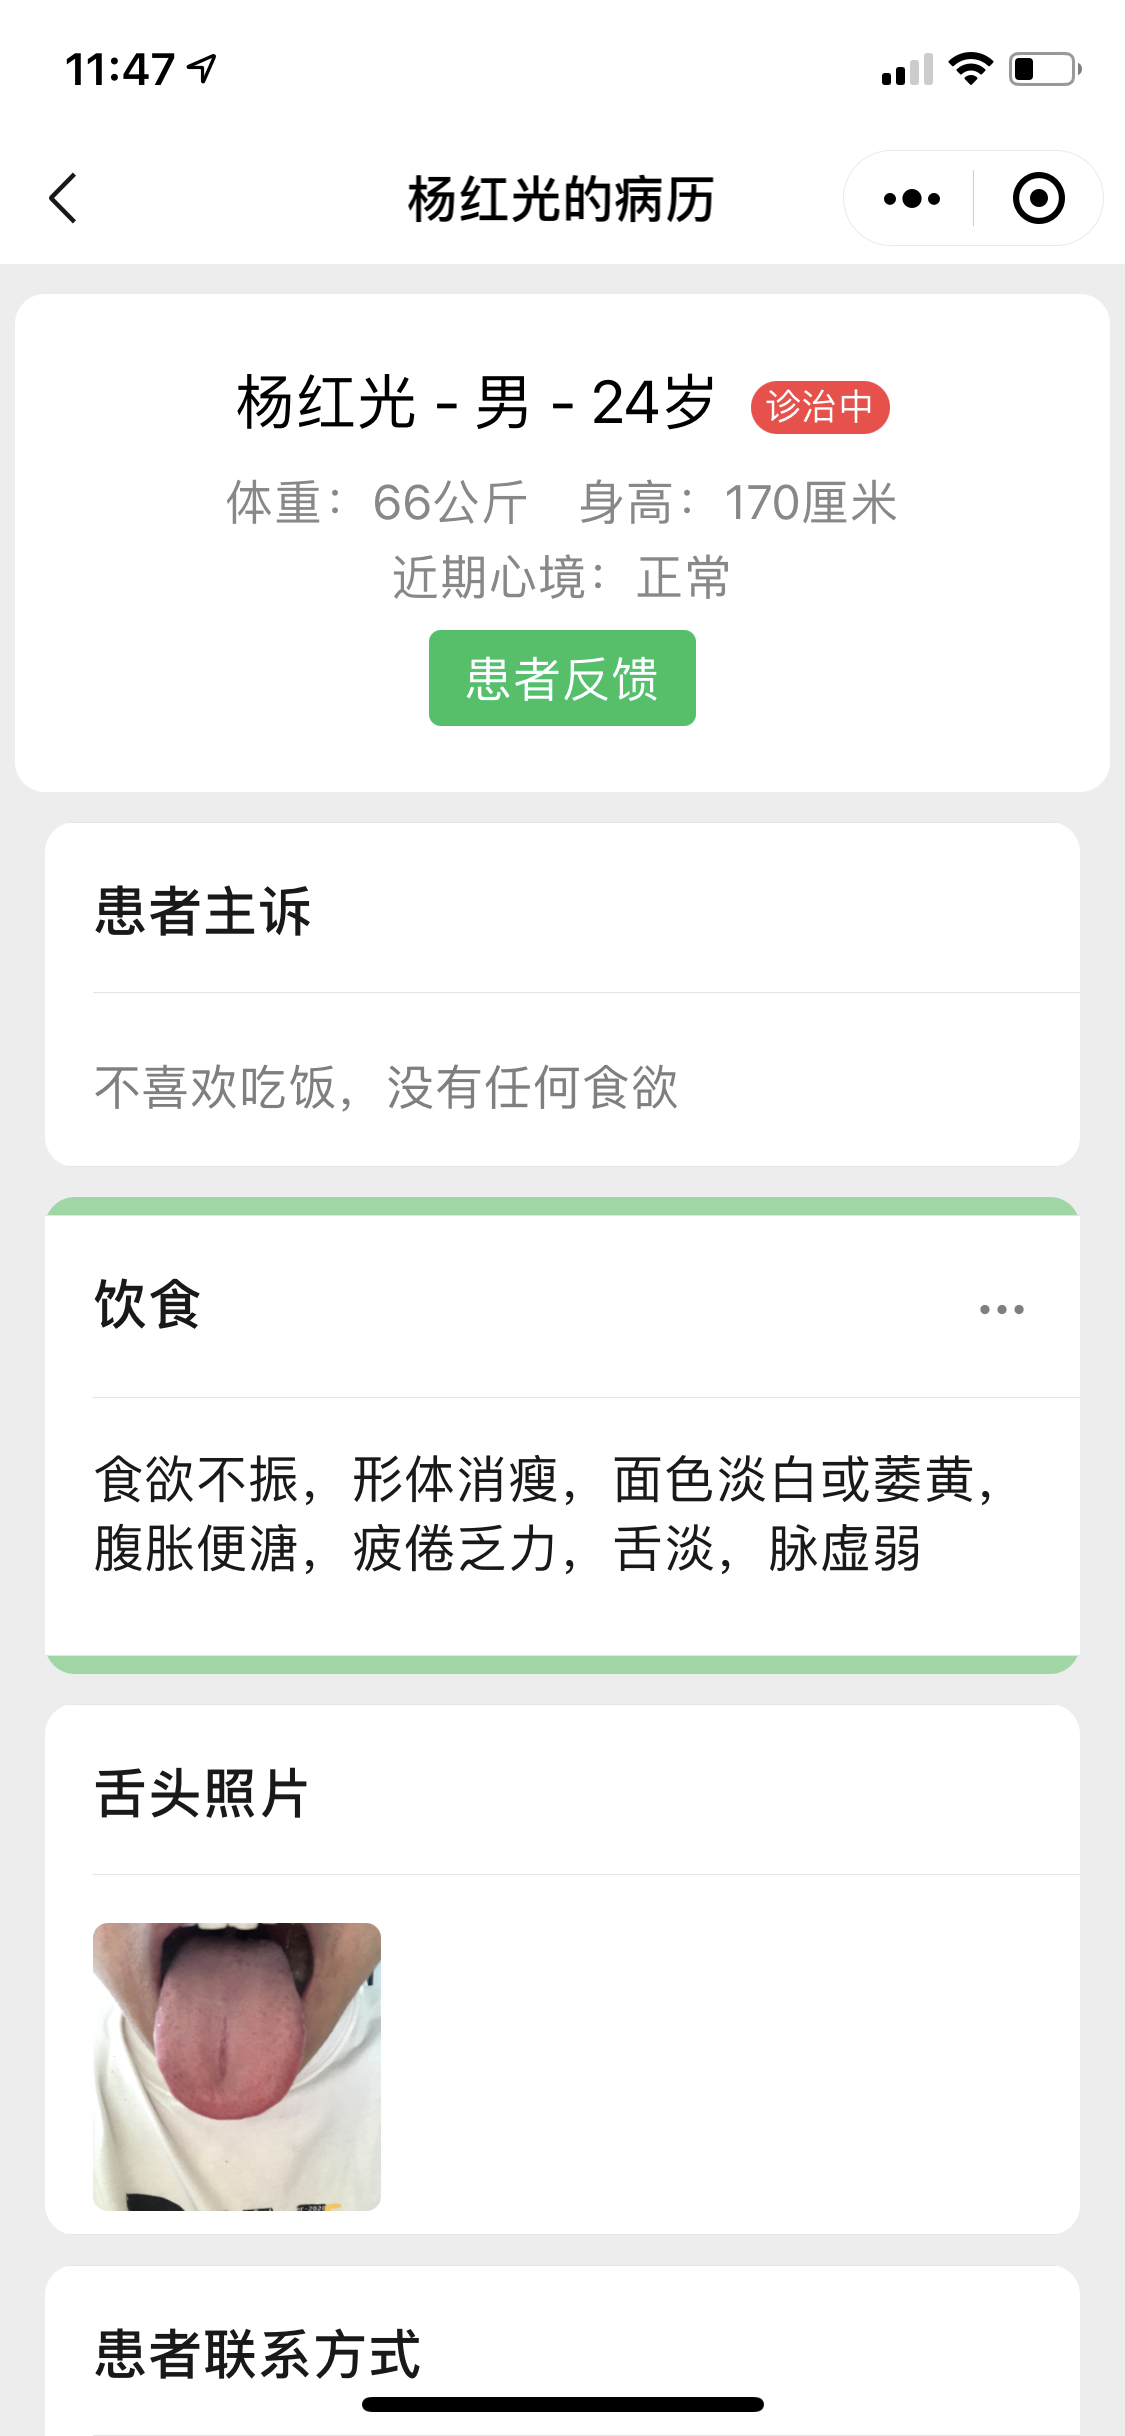 11:47
杨红光的病历
杨红光 - 男 - 24岁 诊治中
体重：66公斤 身高：170厘米
近期心境：正常
患者反馈
患者主诉
不喜欢吃饭，没有任何食欲
饮食
食欲不振，形体消瘦，面色淡白或萎黄，
腹胀便溏，疲倦乏力，舌淡，脉虚弱
舌头照片
患者联系方式